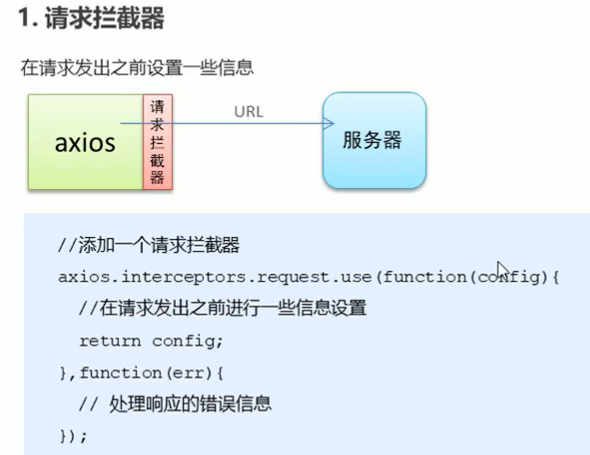 1. 请求拦截器
在请求发出之前设置一些信息
axios
请求拦截器
URL
服务器
//添加一个请求拦截器
axios.interceptors.request.use(function(config){
//在请求发出之前进行一些信息设置
return config;
},function(err){
// 处理响应的错误信息
});